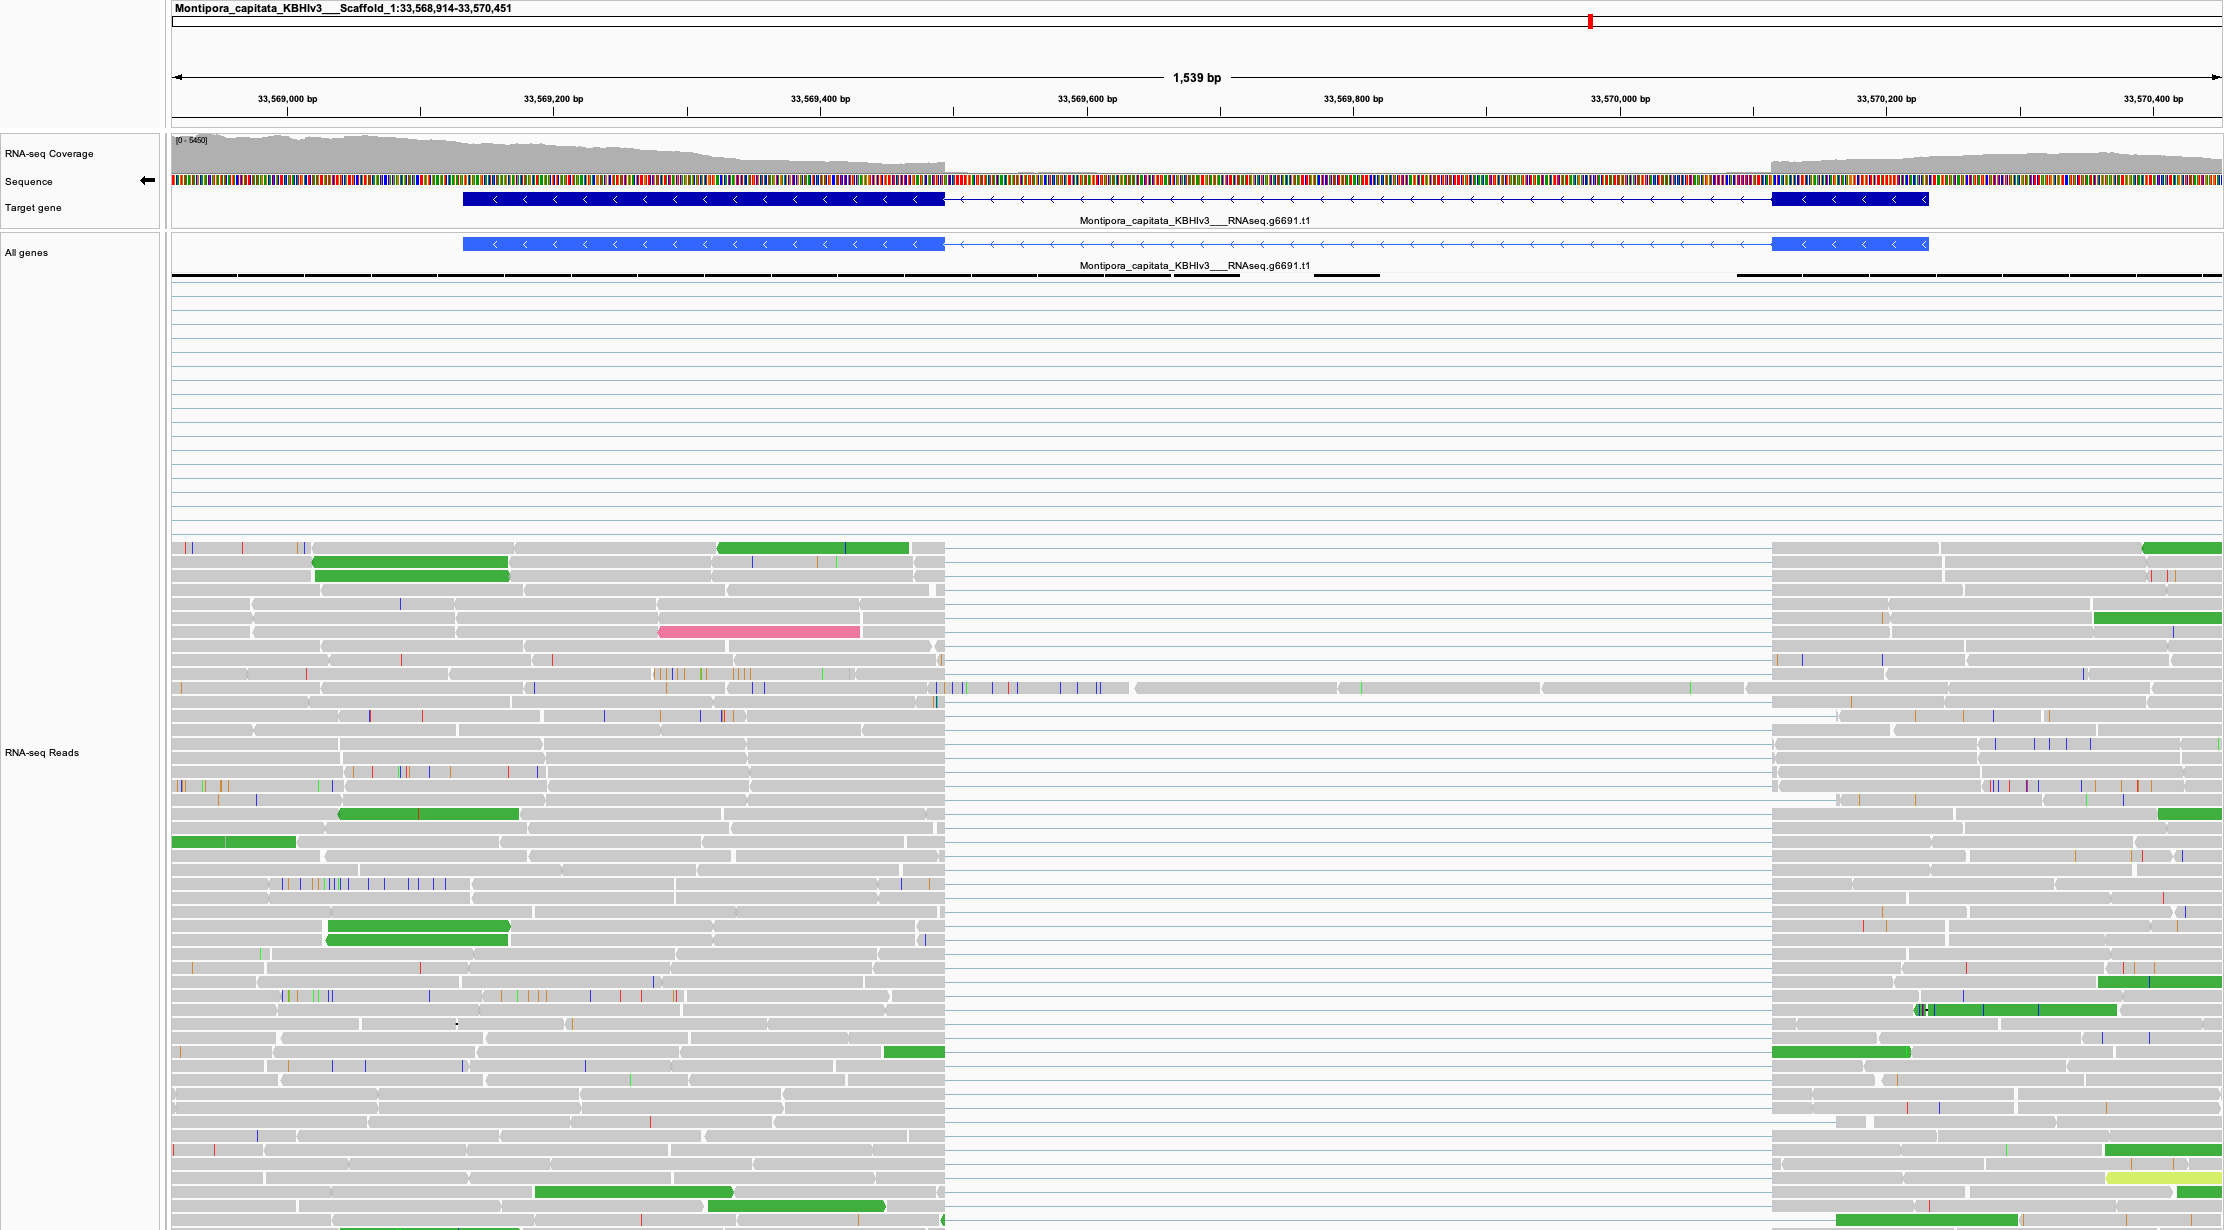 Montipora_capitata_KBHIv3___Scaffold_1:33,568,914-33,570,451
1,539 bp
33,569,000 bp 33,569,200 bp 33,569,400 bp 33,569,600 bp 33,569,800 bp 33,570,000 bp 33,570,200 bp 33,570,400 bp
[0 - 5450]
RNA-seq Coverage
Sequence
Target gene
Montipora_capitata_KBHIv3___RNAseq.g6691.t1
All genes
Montipora_capitata_KBHIv3___RNAseq.g6691.t1
RNA-seq Reads